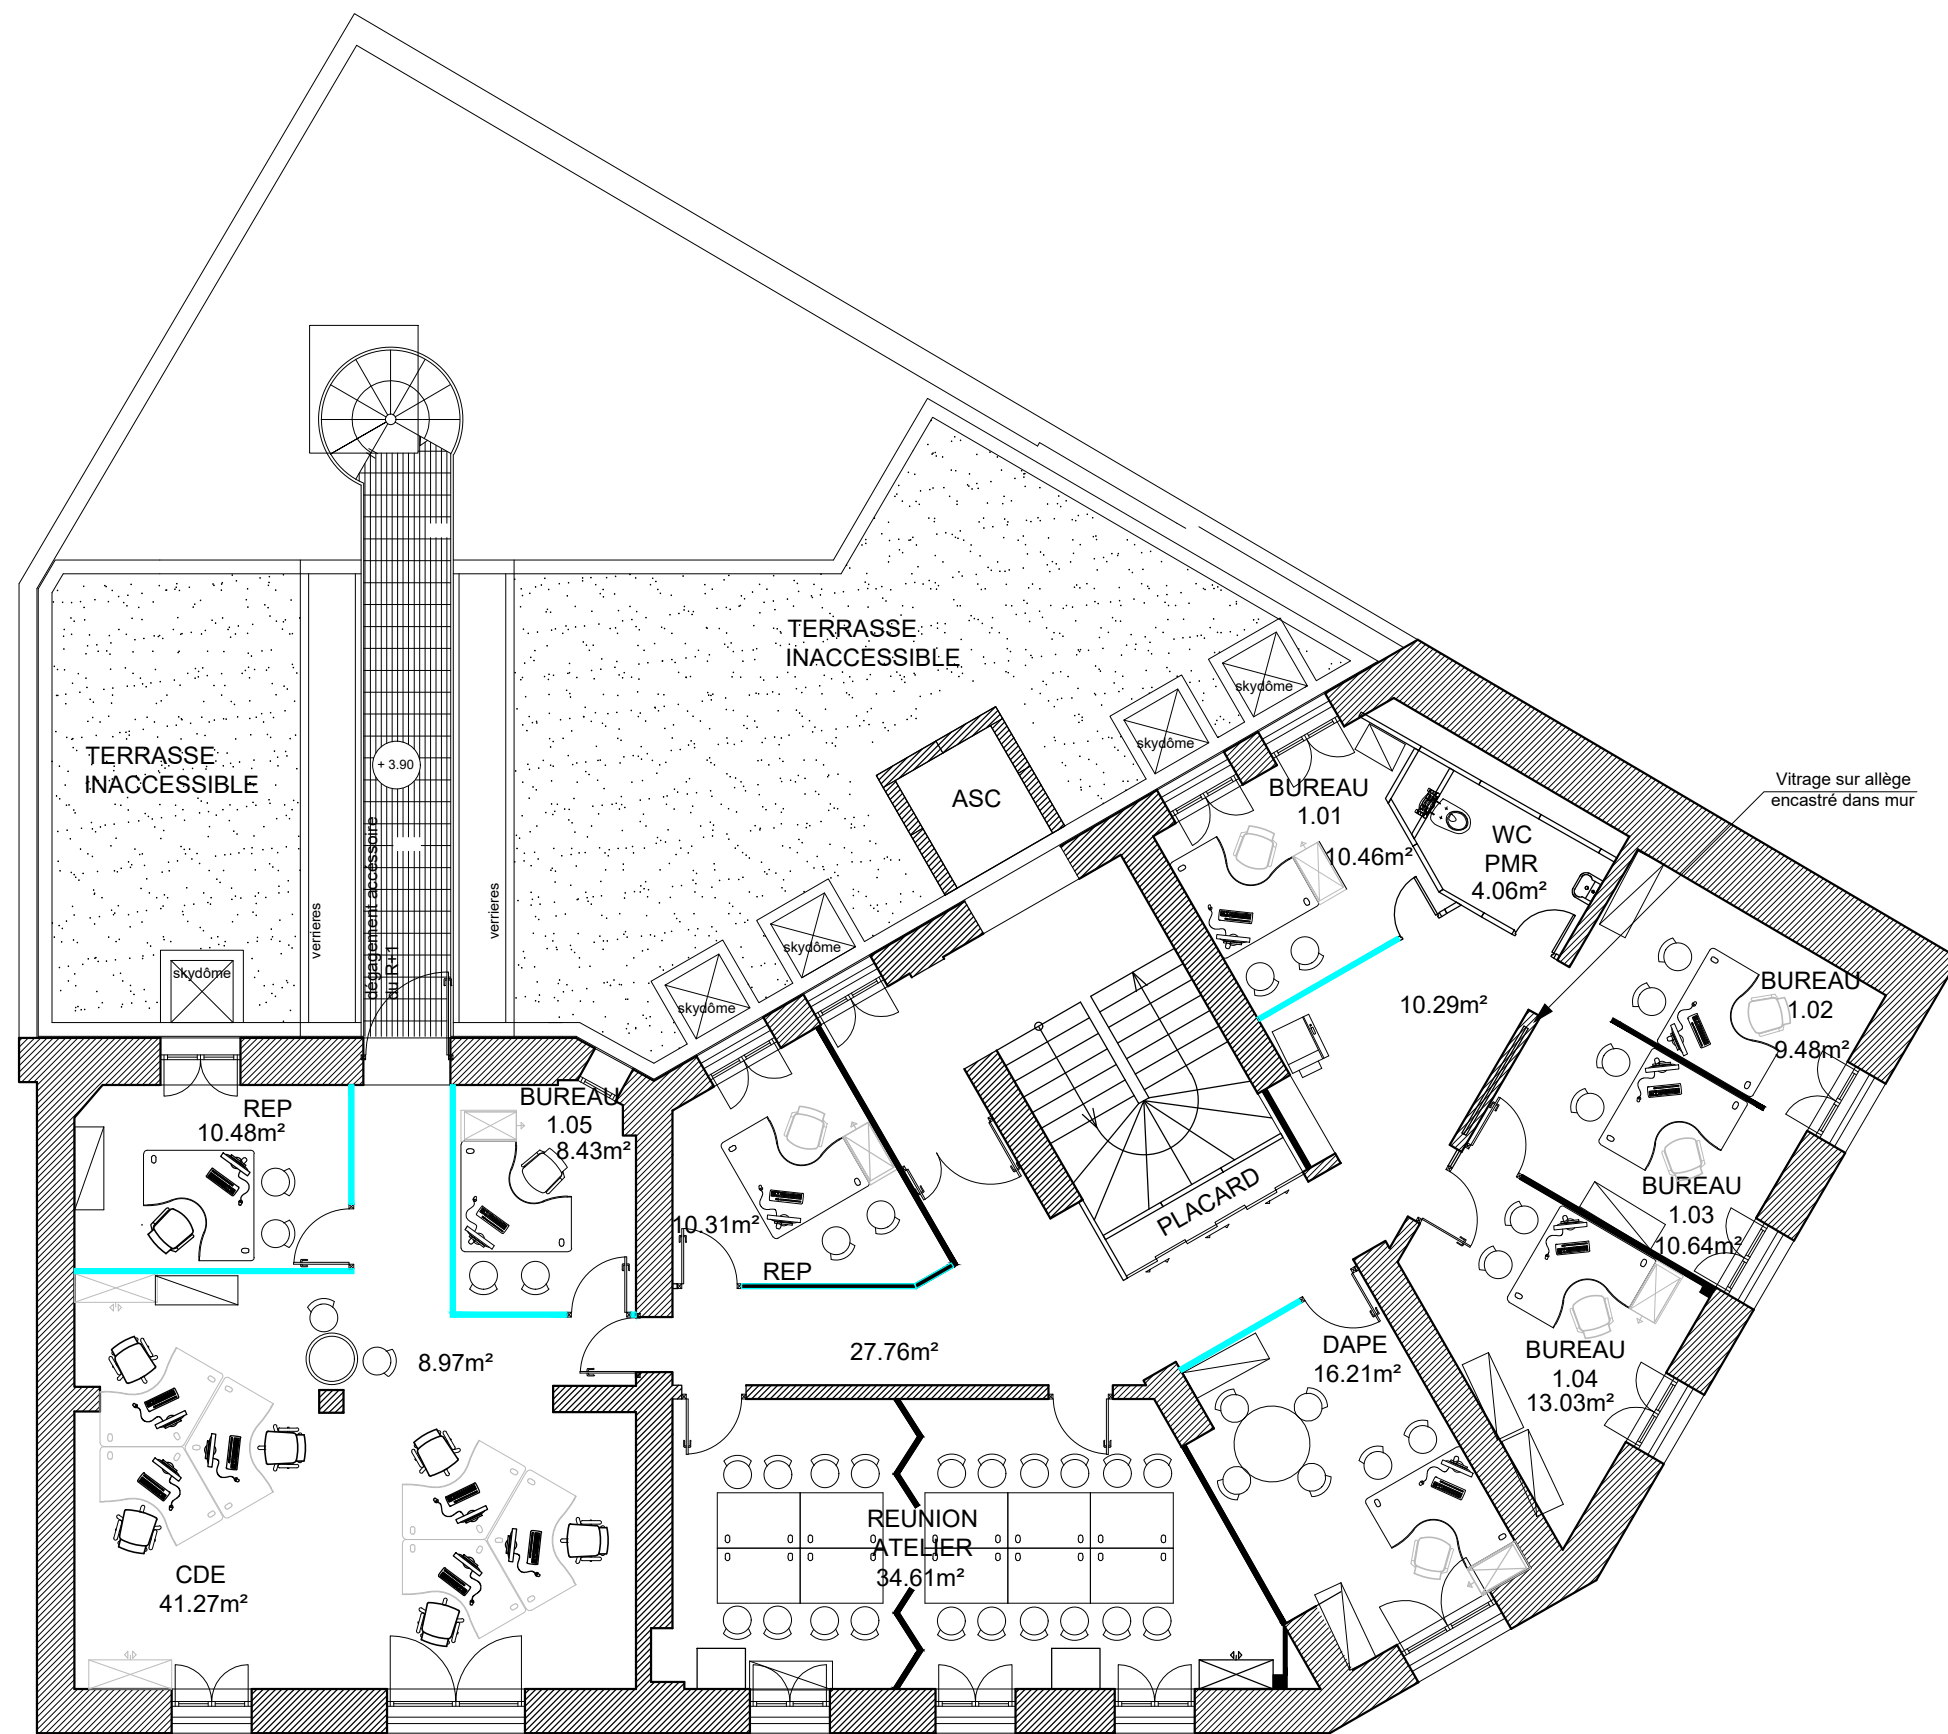 TERRASSE
INACCESSIBLE
skydôme
skydôme
TERRASSE
INACCESSIBLE
+ 3.90
ASC
BUREAU
1.01
10.46m²
WC
PMR
4.06m²
Vitrage sur allège
encastré dans mur
verrieres
dégagement accessoire
du R+1
verrieres
skydôme
skydôme
skydôme
10.29m²
BUREAU
1.02
9.48m²
REP
10.48m²
BUREAU
1.05
8.43m²
10.31m²
REP
PLACARD
BUREAU
1.03
10.64m²
8.97m²
27.76m²
DAPE
16.21m²
BUREAU
1.04
13.03m²
REUNION
ATELIER
34.61m²
CDE
41.27m²